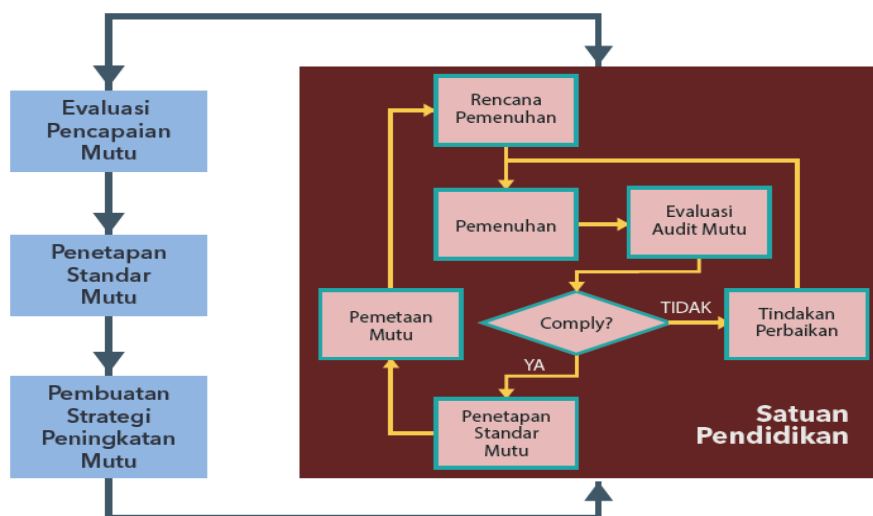 Evaluasi
Pencapaian
Mutu
Penetapan
Standar
Mutu
Pembuatan
Strategi
Peningkatan
Mutu
Rencana
Pemenuhan
Pemenuhan
Evaluasi
Audit Mutu
Pemetaan
Mutu
Comply?
TIDAK
Tindakan
Perbaikan
YA
Penetapan
Standar
Mutu
Satuan
Pendidikan